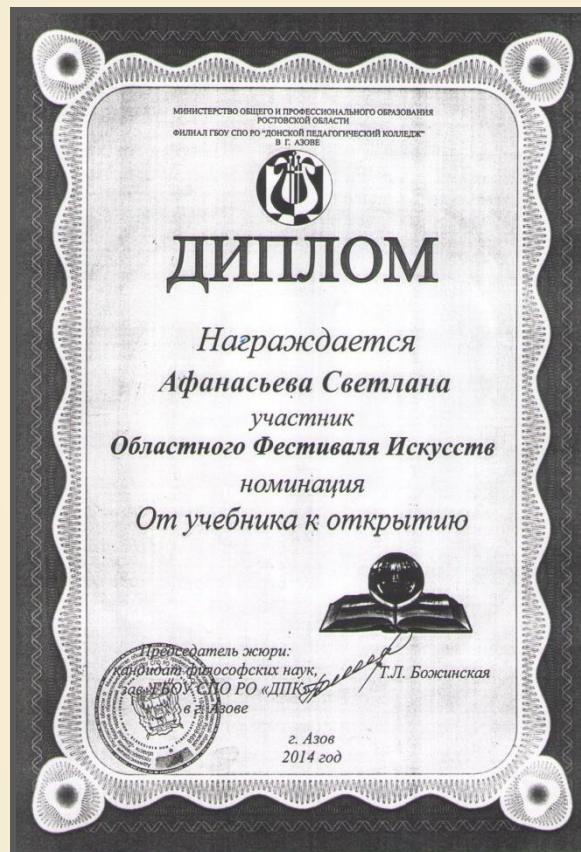 МИНИСТЕРСТВО ОБЩЕГО И ПРОФЕССИОНАЛЬНОГО ОБРАЗОВАНИЯ
РОСТОВСКОЙ ОБЛАСТИ
ФИЛИАЛ ГБОУ СПО РО "ДОНСКОЙ ПЕДАГОГИЧЕСКИЙ КОЛЛЕДЖ"
В Г. АЗОВЕ
ДИПЛОМ
Награждается
Афанасьева Светлана
участник
Областного Фестиваля Искусств
номинация
От учебника к открытию
Председатель жюри:
кандидат философских наук,
зав. ГБОУ СПО РО «ДПК»
в г. Азове
Т.Л. Божинская
г. Азов
2014 год